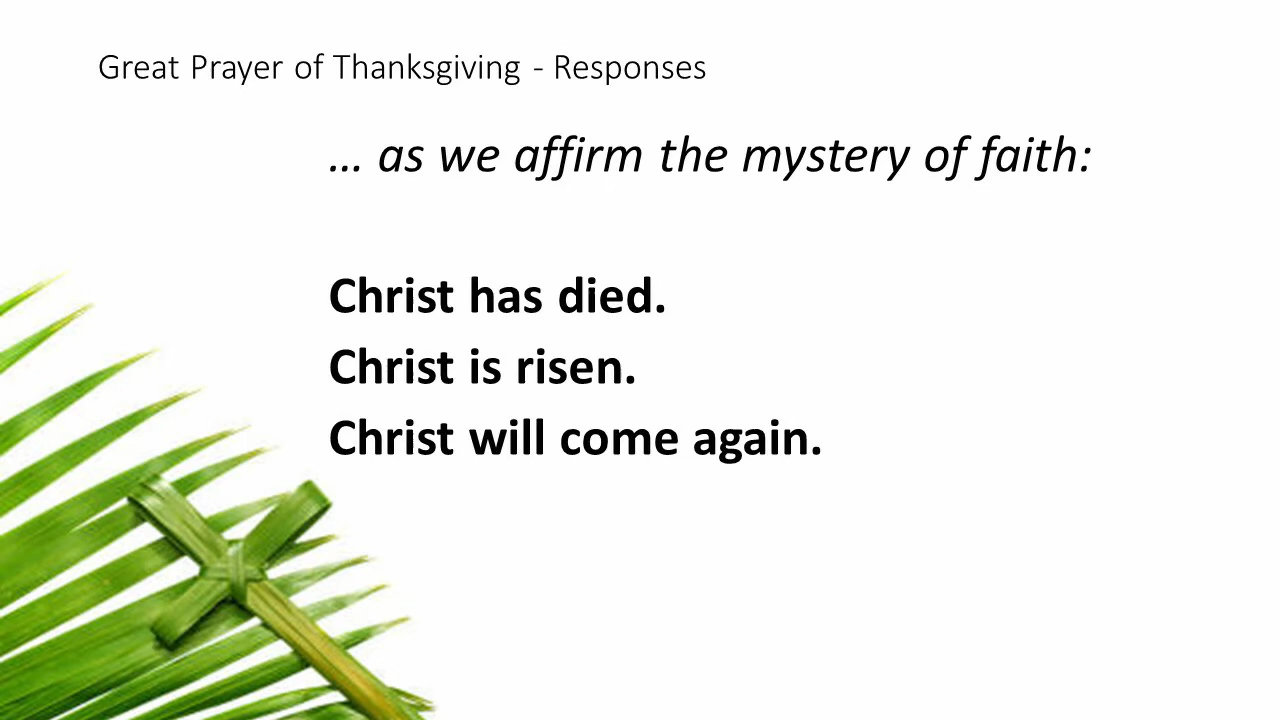 Great Prayer of Thanksgiving - Responses
… as we affirm the mystery of faith:
Christ has died.
Christ is risen.
Christ will come again.